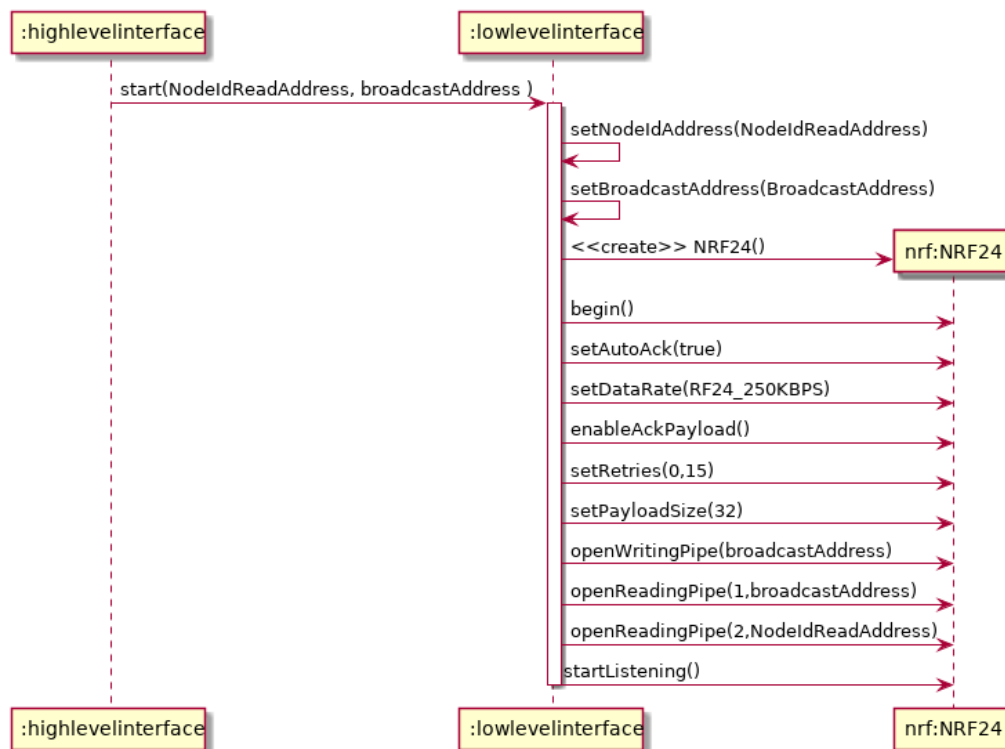 :highlevelinterface :lowlevelinterface
start(NodeIdReadAddress, broadcastAddress )
setNodeIdAddress(NodeIdReadAddress)
setBroadcastAddress(BroadcastAddress)
<<create>> NRF24()
nrf:NRF24
begin()
setAutoAck(true)
setDataRate(RF24_250KBPS)
enableAckPayload()
setRetries(0,15)
setPayloadSize(32)
openWritingPipe(broadcastAddress)
openReadingPipe(1,broadcastAddress)
openReadingPipe(2,NodeIdReadAddress)
startListening()
:highlevelinterface :lowlevelinterface nrf:NRF24